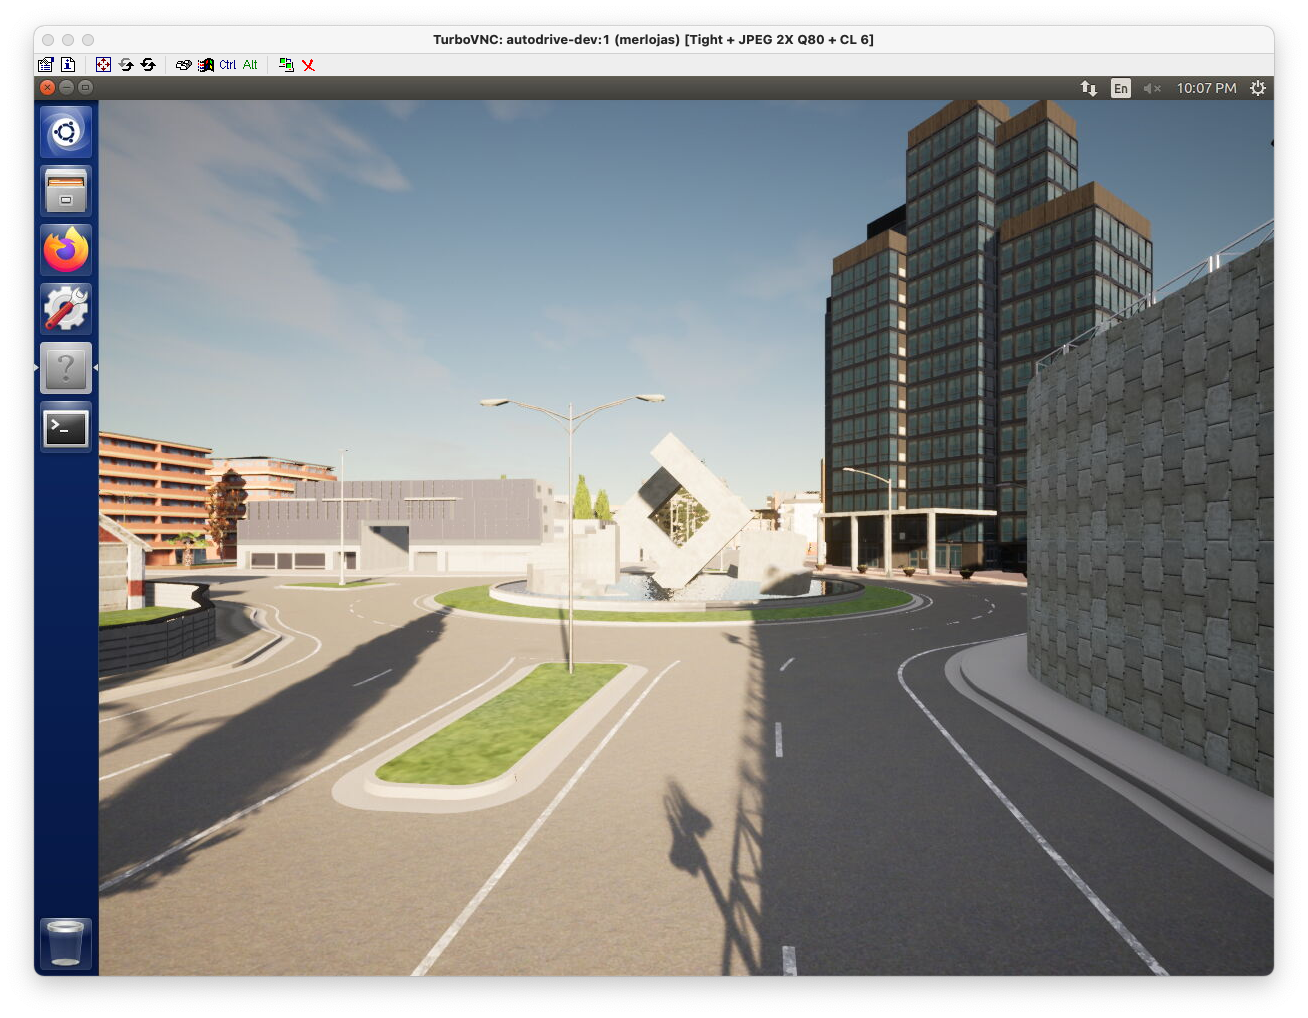 TurboVNC: autodrive-dev:1 (merlojas) [Tight + JPEG 2X Q80 + CL 6]
Ctrl Alt
En 10:07 PM
>_
?